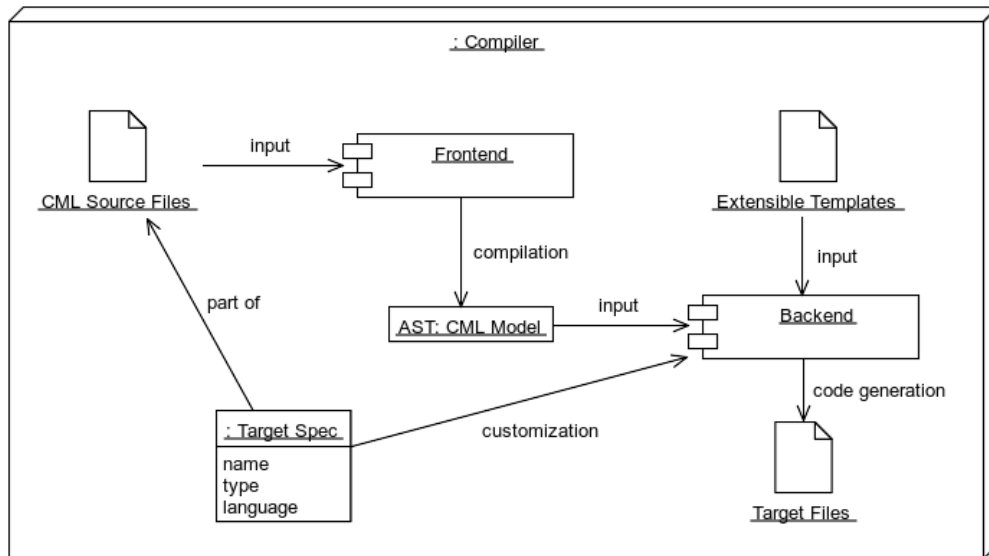 : Compiler
input
Frontend
CML Source Files
Extensible Templates
compilation
input
part of
input
AST: CML Model
Backend
code generation
: Target Spec
customization
name
type
language
Target Files